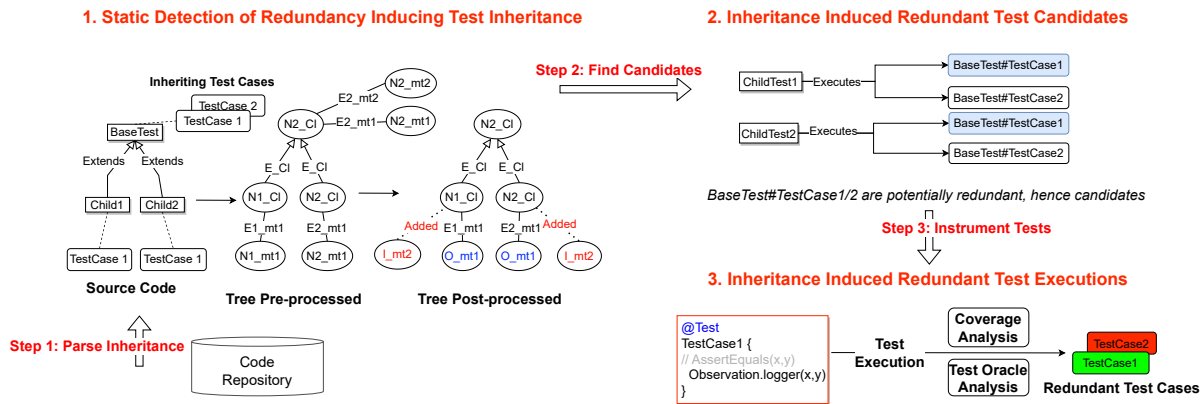 1. Static Detection of Redundancy Inducing Test Inheritance
Inheriting Test Cases
TestCase 2
TestCase 1
BaseTest
Extends
Extends
Child1
Child2
TestCase 1
TestCase 1
Source Code
Step 1: Parse Inheritance
Code
Repository
N2_mt2
E2_mt2
N2_Cl
E2_mt1
N2_mt1
E_Cl
E_Cl
N1_Cl
N2_Cl
E1_mt1
E2_mt1
N1_mt1
N2_mt1
Tree Pre-processed
N2_Cl
E_Cl
E_Cl
N1_Cl
N2_Cl
Added
Added
E1_mt1
E2_mt1
I_mt2
O_mt1
O_mt1
I_mt2
Tree Post-processed
Step 2: Find Candidates
2. Inheritance Induced Redundant Test Candidates
BaseTest#TestCase1
ChildTest1
Executes
BaseTest#TestCase2
BaseTest#TestCase1
ChildTest2
Executes
BaseTest#TestCase2
BaseTest#TestCase1/2 are potentially redundant, hence candidates
Step 3: Instrument Tests
3. Inheritance Induced Redundant Test Executions
@Test
TestCase1 {
// AssertEquals(x,y)
Observation.logger(x,y)
}
Test
Execution
Coverage
Analysis
Test Oracle
Analysis
TestCase2
TestCase1
Redundant Test Cases